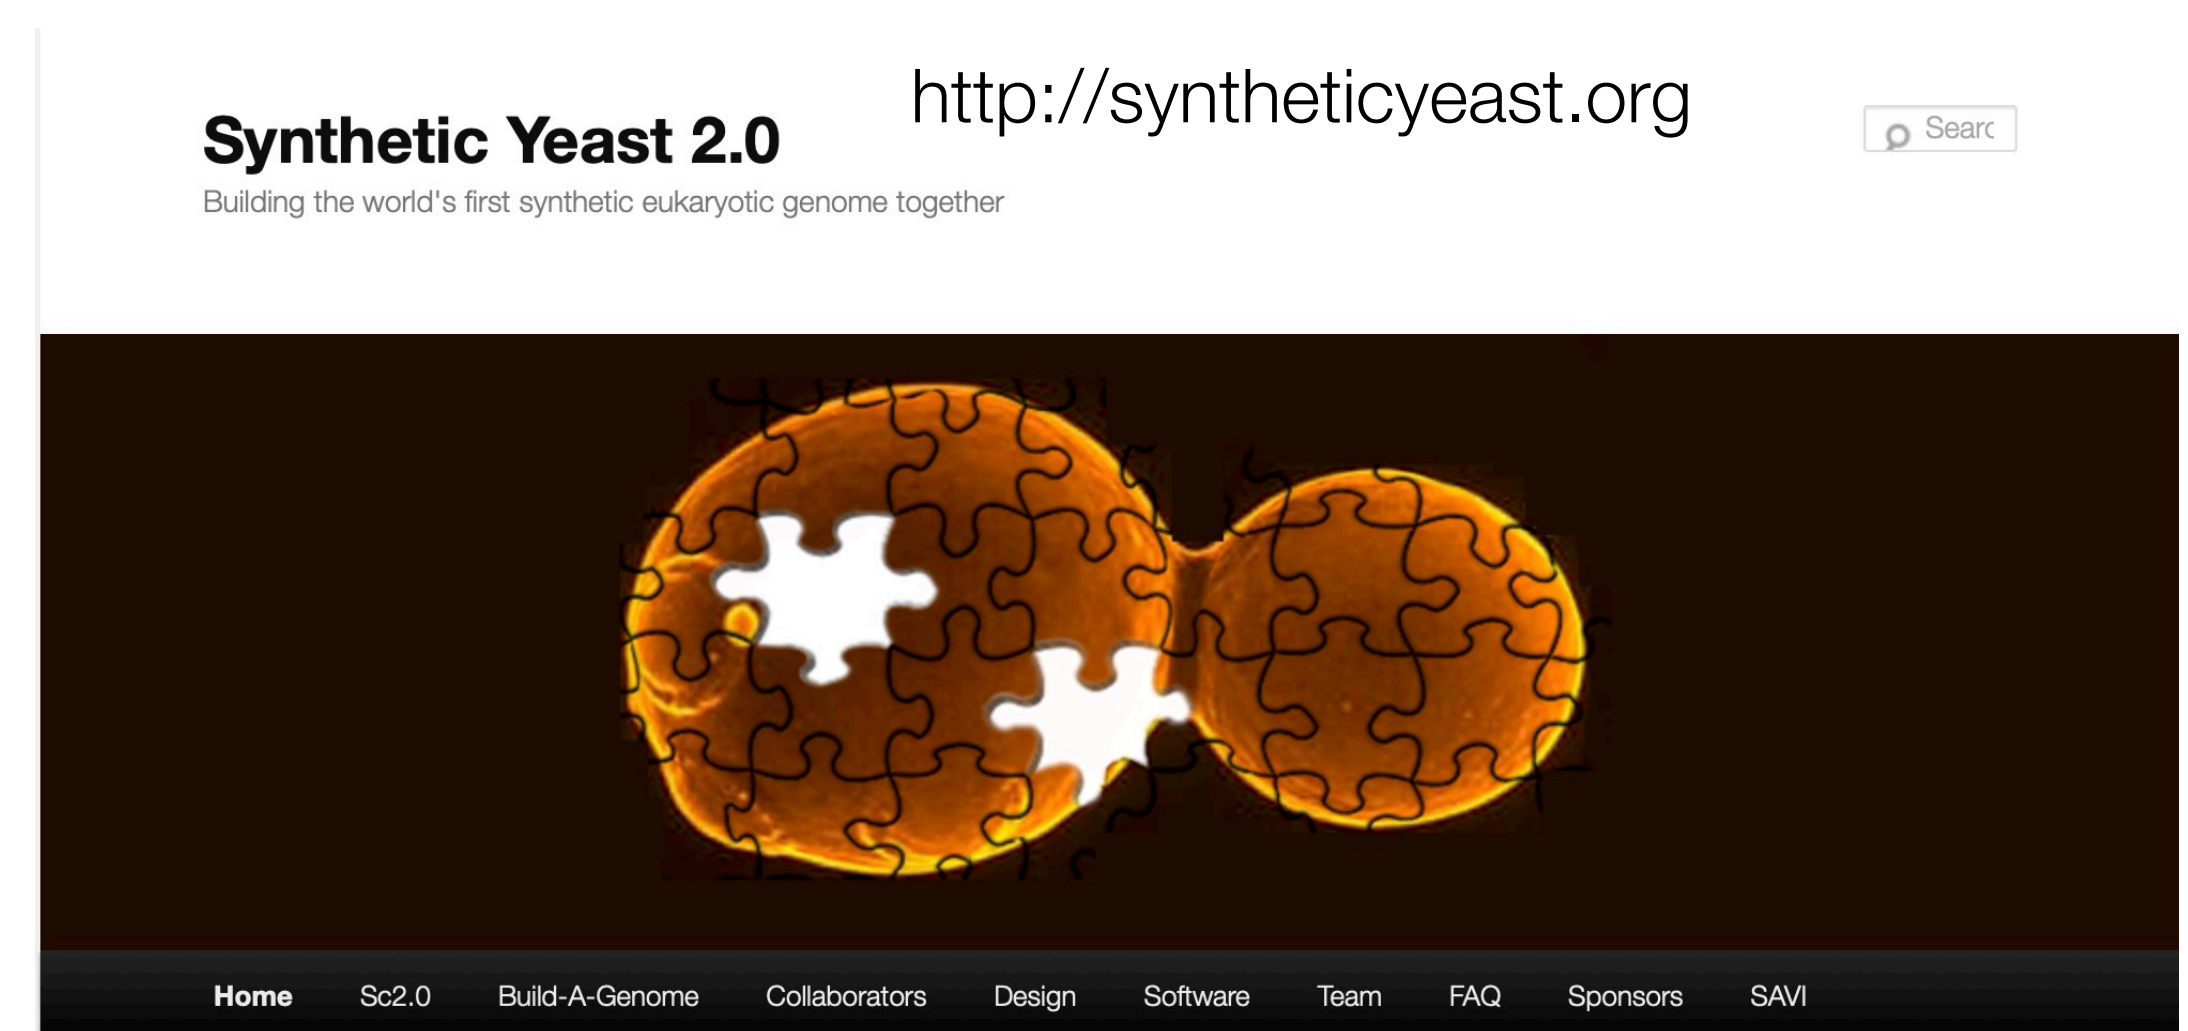 http://syntheticyeast.org
Synthetic Yeast 2.0
Building the world's first synthetic eukaryotic genome together
Searc
Home Sc2.0 Build-A-Genome Collaborators Design Software Team FAQ Sponsors SAVI